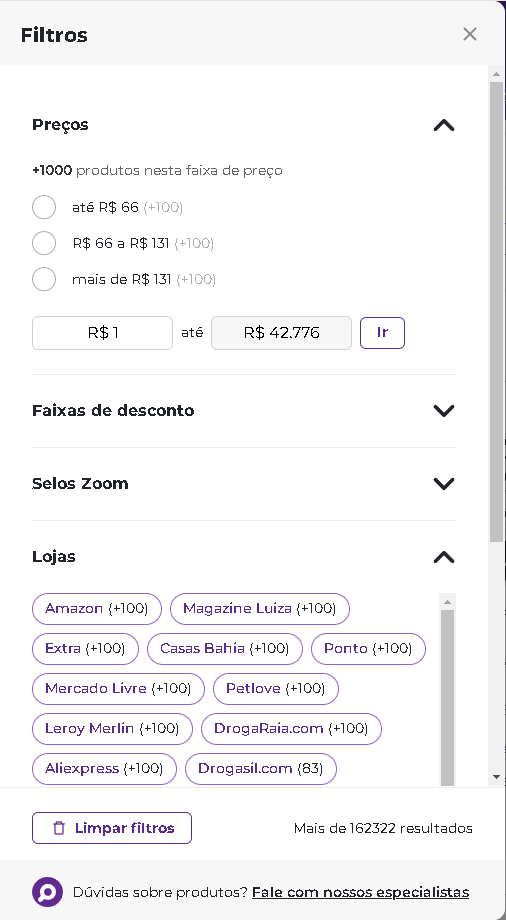 Filtros
Preços
+1000 produtos nesta faixa de preço
até R$ 66 (+100)
R$ 66 a R$ 131 (+100)
mais de R$ 131 (+100)
R$ 1 até R$ 42.776 Ir
Faixas de desconto
Selos Zoom
Lojas
Amazon (+100) Magazine Luiza (+100)
Extra (+100) Casas Bahia (+100) Ponto (+100)
Mercado Livre (+100) Petlove (+100)
Leroy Merlin (+100) DrogaRaia.com (+100)
Aliexpress (+100) Drogasil.com (83)
Limpar filtros Mais de 162322 resultados
Dúvidas sobre produtos? Fale com nossos especialistas